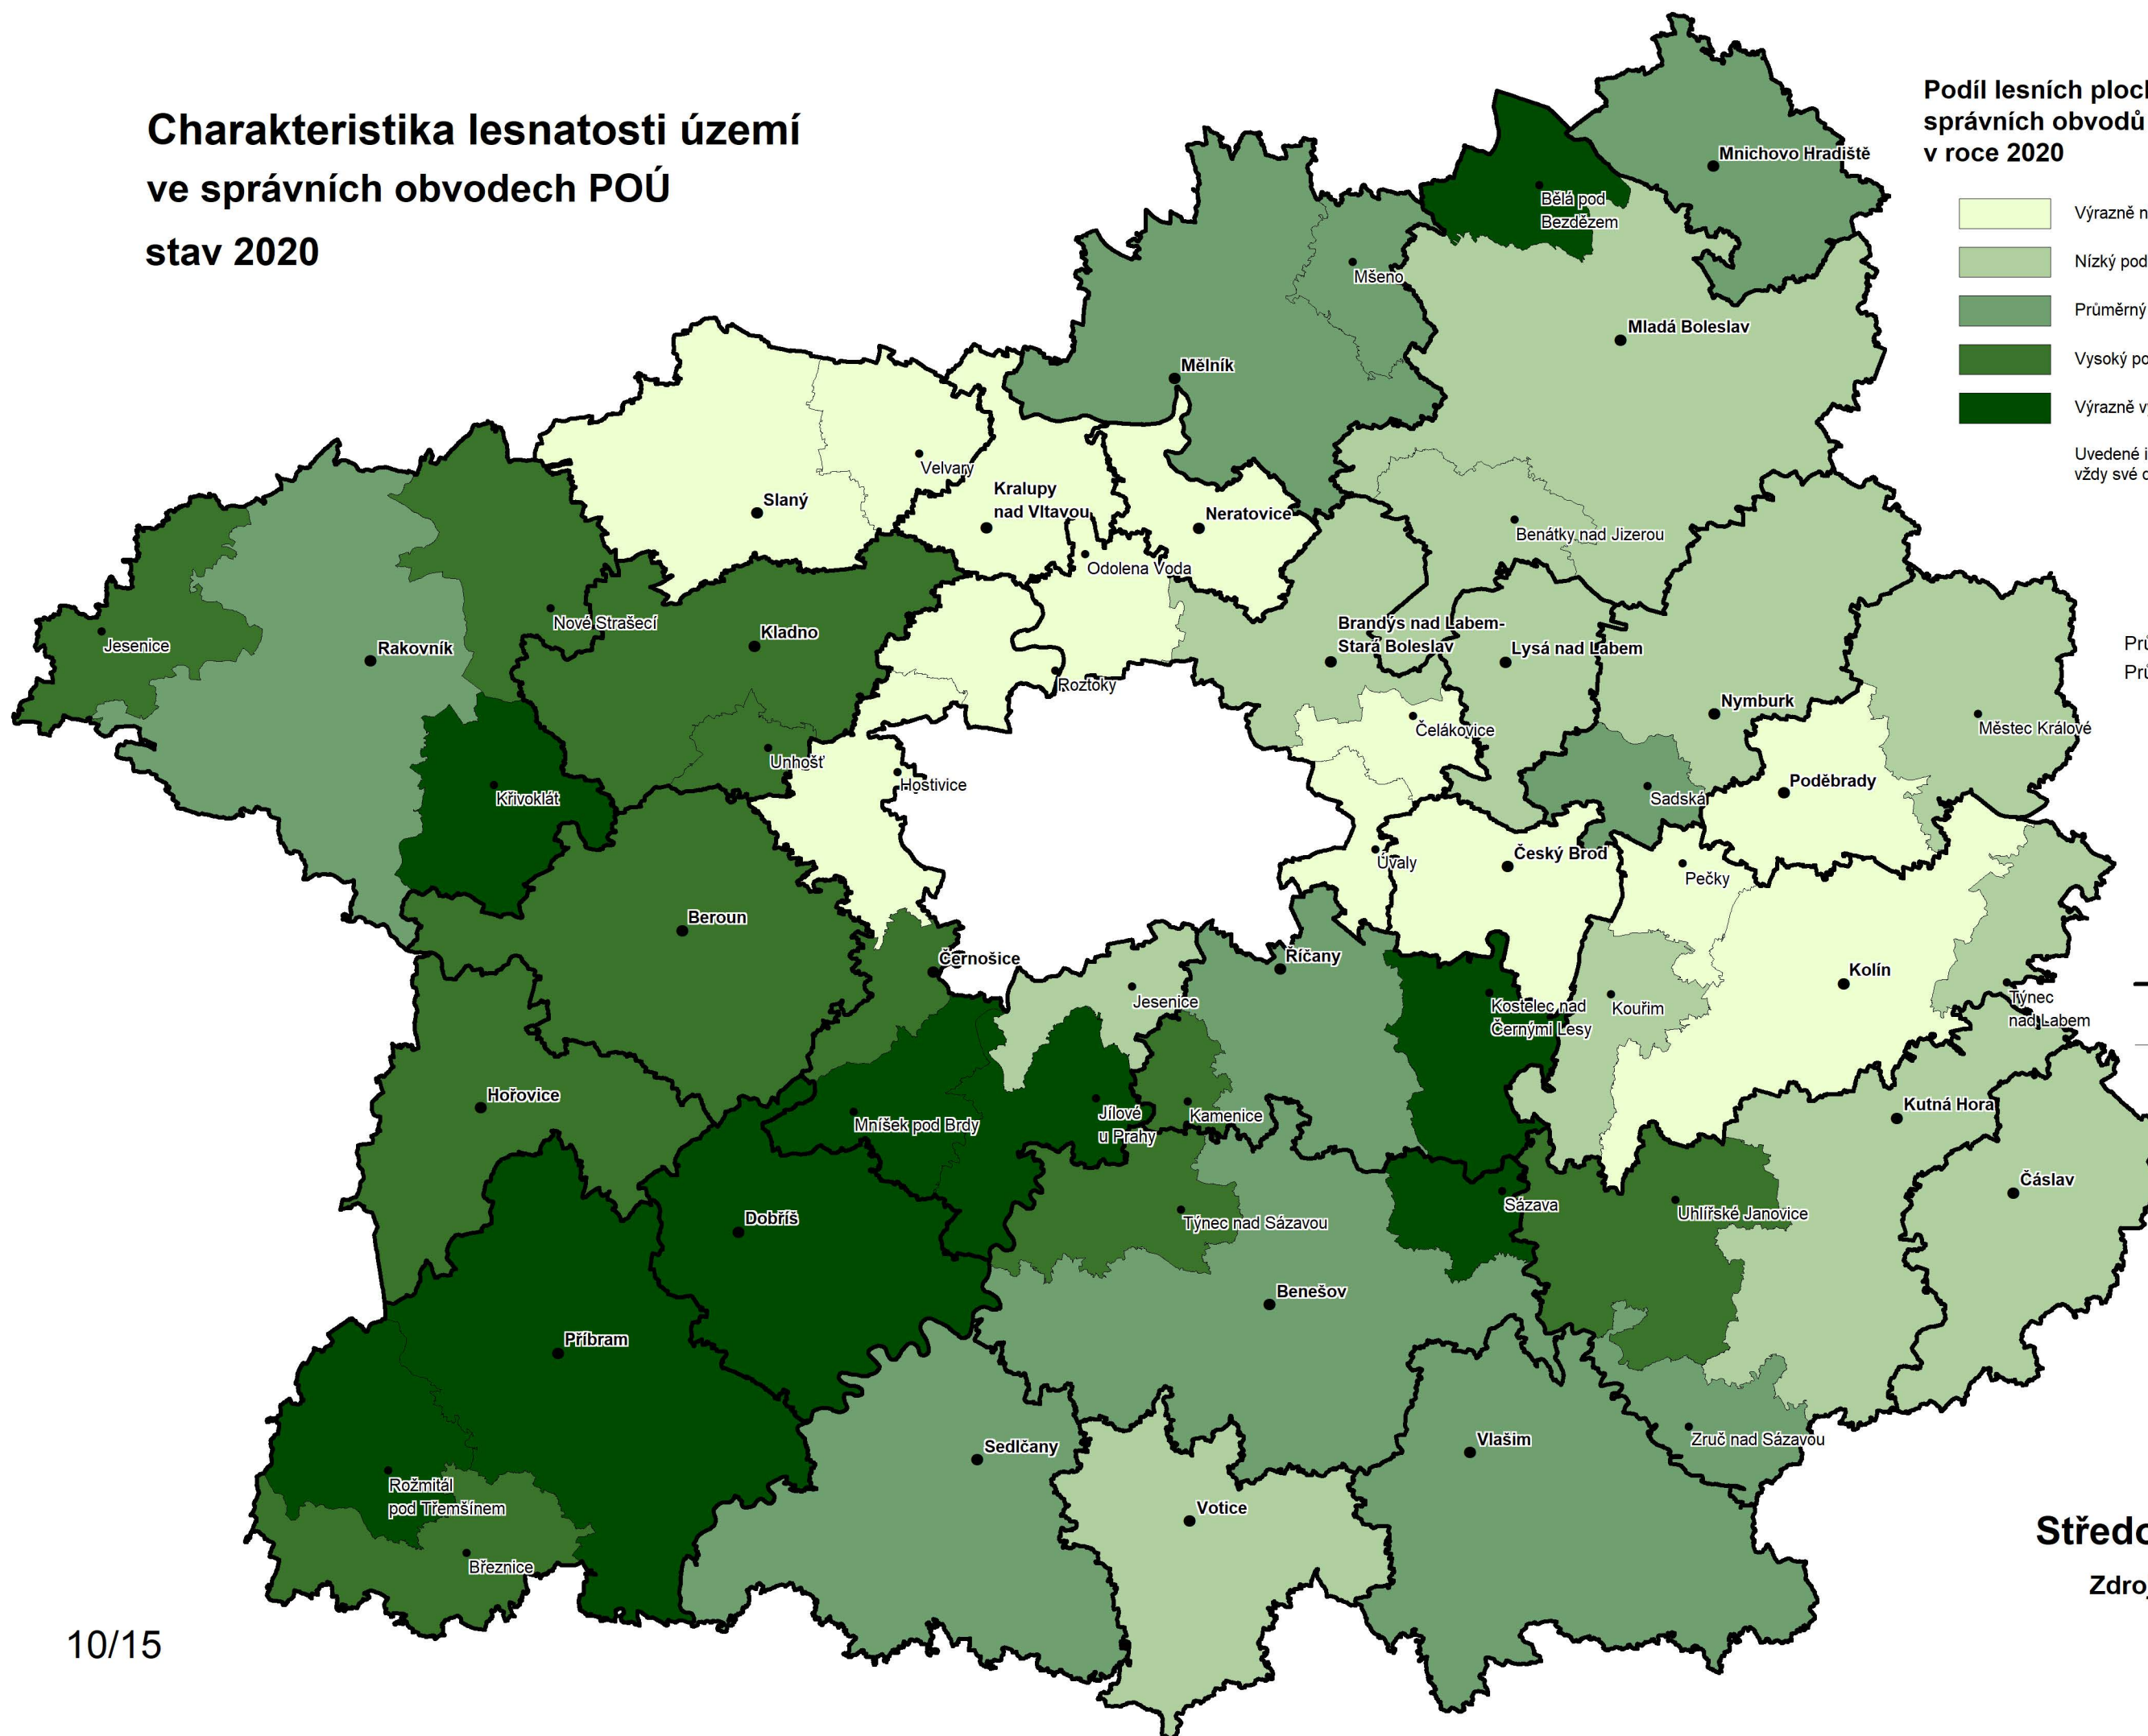 Charakteristika lesnatosti území
ve správních obvodech POÚ
stav 2020
Podíl lesních ploch
správních obvodů
v roce 2020
Výrazně
Nízký
Průměrný
Vysoký
Výrazně
Uvedené
vždy své
Mnichovo Hradiště
Bělá pod
Bezdězem
Mšeno
Mladá Boleslav
Mělník
Velvary
Slaný
Kralupy
nad Vltavou
Neratovice
Benátky nad Jizerou
Odolena Voda
Nové Strašecí
Kladno
Brandýs nad Labem-
Stará Boleslav
Lysá nad Labem
Jesenice
Rakovník
Roztoky
Nymburk
Městec Králové
Čelákovice
Unhošť
Hostivice
Poděbrady
Křivoklát
Sadská
Český Brod
Úvaly
Pečky
Beroun
Černošice
Říčany
Kolín
Jesenice
Kostelec nad
Černými Lesy
Kouřim
Týnec
nad Labem
Hořovice
Kutná Hora
Mníšek pod Brdy
Jílové
u Prahy
Kamenice
Čáslav
Dobříš
Týnec nad Sázavou
Sázava
Uhlířské Janovice
Benešov
Příbram
Sedlčany
Vlašim
Zruč nad Sázavou
Rožmitál
pod Třemšínem
Votice
Březnice
10/15